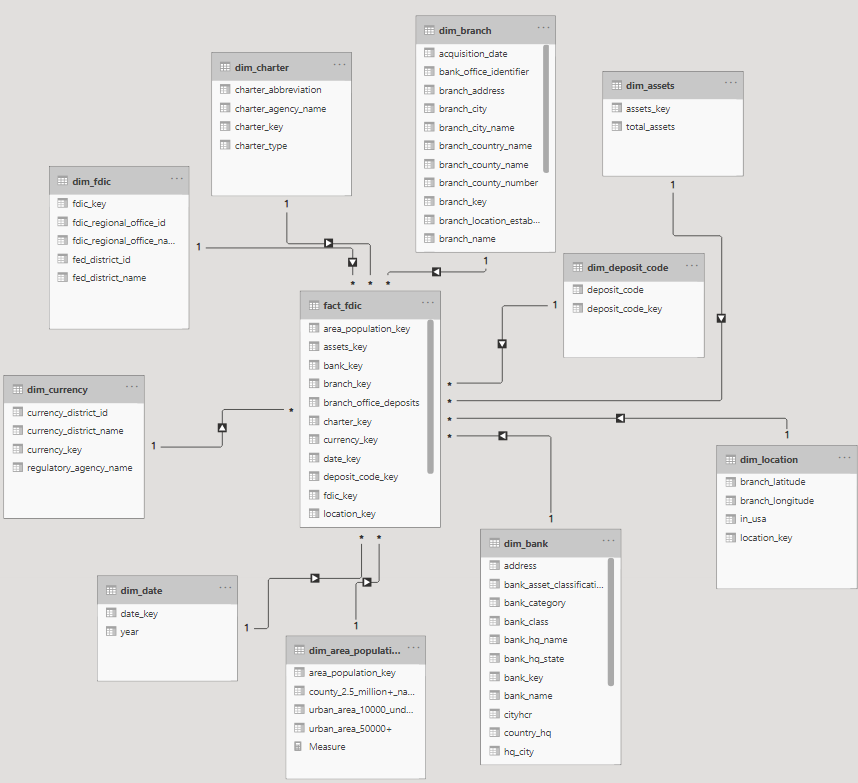 dim_branch
acquisition_date
bank_office_identifier
branch_address
branch_city
branch_city_name
branch_country_name
branch_county_name
branch_county_number
branch_key
branch_location_estab...
branch_name
1
dim_charter
charter_abbreviation
charter_agency_name
charter_key
charter_type
1
dim_assets
assets_key
total_assets
1
dim_fdic
fdic_key
fdic_regional_office_id
fdic_regional_office_na...
fed_district_id
fed_district_name
1
* * *
dim_deposit_code
deposit_code
deposit_code_key
1
fact_fdic
area_population_key
assets_key
bank_key
branch_key
branch_office_deposits
charter_key
currency_key
date_key
deposit_code_key
fdic_key
location_key
*
*
*
*
*
* *
dim_currency
currency_district_id
currency_district_name
currency_key
regulatory_agency_name
1
dim_location
branch_latitude
branch_longitude
in_usa
location_key
1
dim_bank
address
bank_asset_classificati...
bank_category
bank_class
bank_hq_name
bank_hq_state
bank_key
bank_name
cityhcr
country_hq
hq_city
1
dim_date
date_key
year
1
dim_area_populati...
area_population_key
county_2.5_million+_na...
urban_area_10000_und...
urban_area_50000+
Measure
1